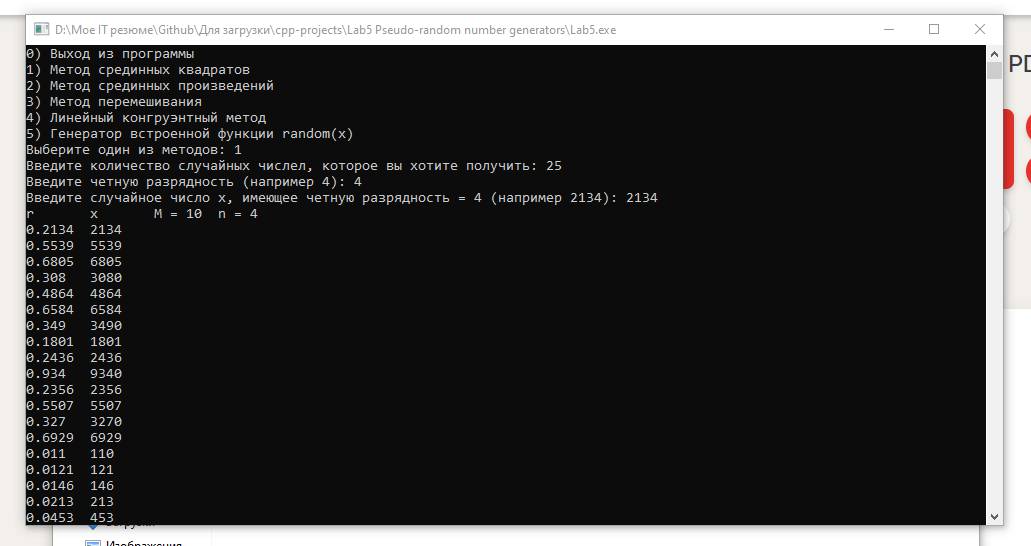 D:\Мое IT резюме\Github\Для загрузки\cpp-projects\Lab5 Pseudo-random number generators\Lab5.exe
0) Выход из программы
1) Метод срединных квадратов
2) Метод срединных произведений
3) Метод перемешивания
4) Линейный конгруэнтный метод
5) Генератор встроенной функции random(x)
Выберите один из методов: 1
Введите количество случайных числел, которое вы хотите получить: 25
Введите четную разрядность (например 4): 4
Введите случайное число x, имеющее четную разрядность = 4 (например 2134): 2134
r x M = 10 n = 4
0.2134 2134
0.5539 5539
0.6805 6805
0.308 3080
0.4864 4864
0.6584 6584
0.349 3490
0.1801 1801
0.2436 2436
0.934 9340
0.2356 2356
0.5507 5507
0.327 3270
0.6929 6929
0.011 110
0.0121 121
0.0146 146
0.0213 213
0.0453 453